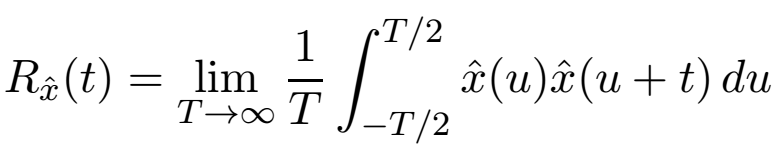 R_{\hat{x}}(t) = \lim_{T \to \infty} \frac{1}{T} \int_{-T/2}^{T/2} \hat{x}(u)\hat{x}(u + t) \, du